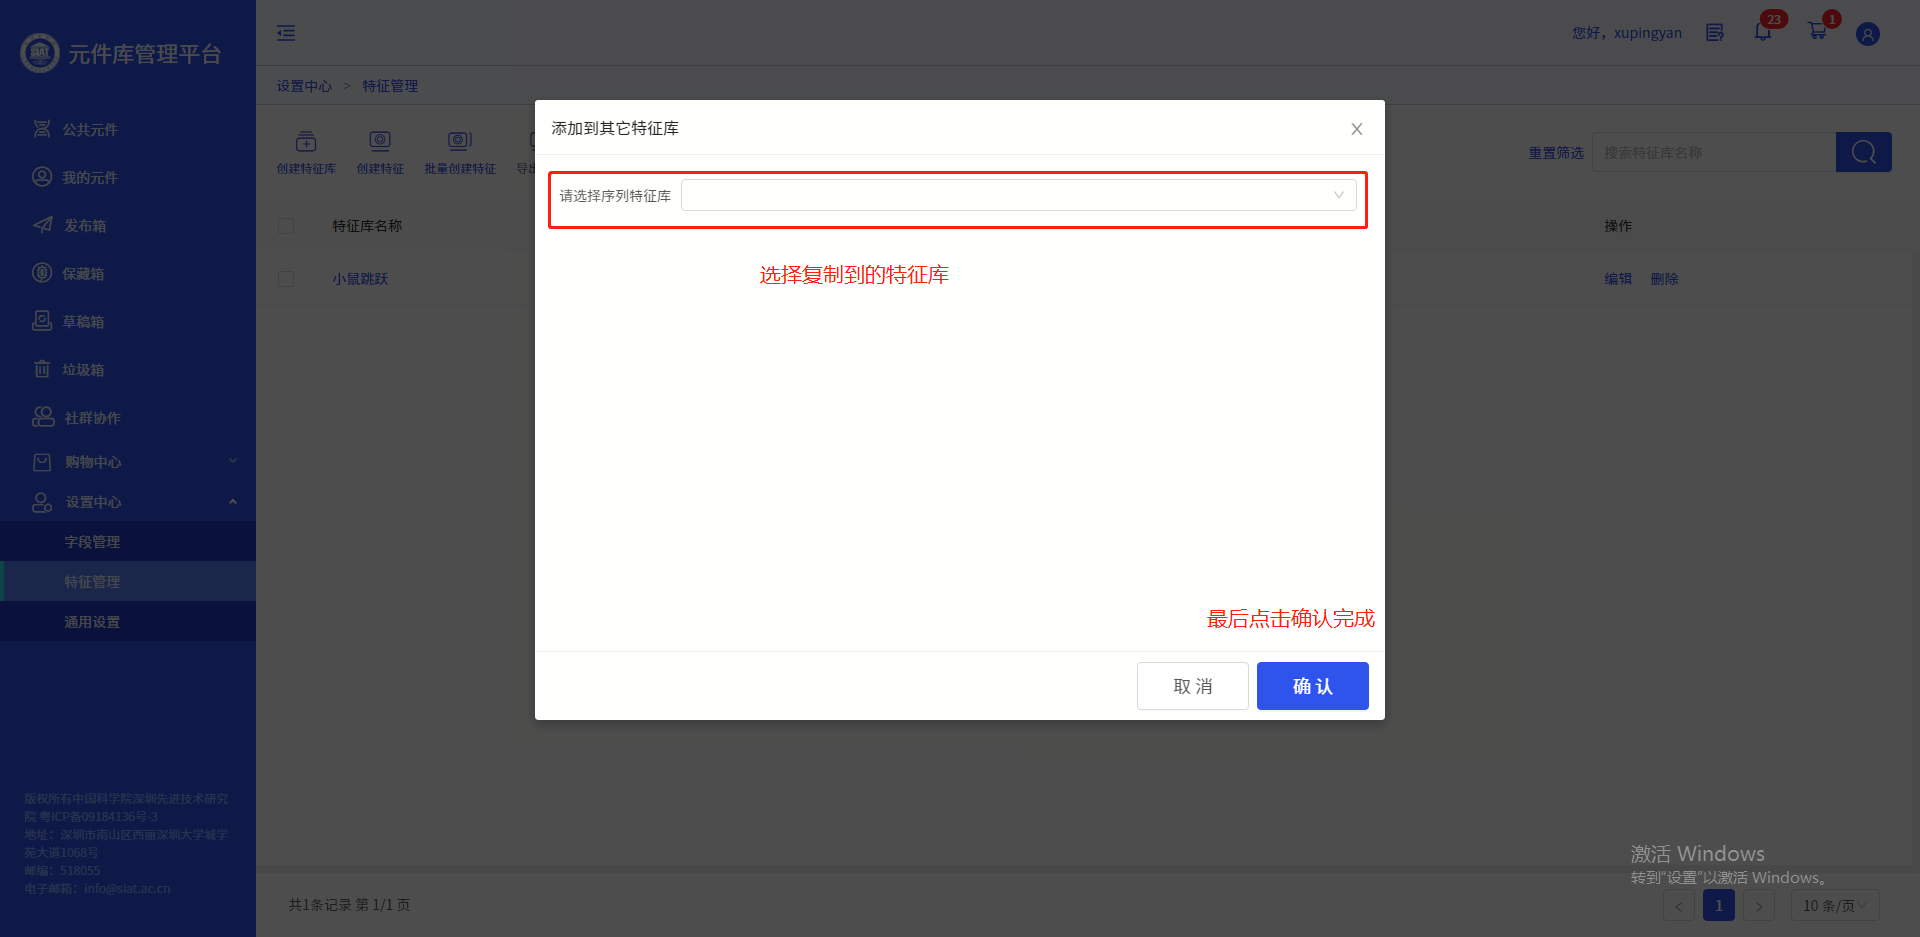 元件库管理平台
公共元件
我的元件
发布箱
保藏箱
草稿箱
垃圾箱
社群协作
购物中心
设置中心
字段管理
特征管理
通用设置
版权所有中国科学院深圳先进技术研究
院 粤ICP备09184136号-3
地址：深圳市南山区西丽深圳大学城学
苑大道1068号
邮编：518055
电子邮箱：info@siat.ac.cn
您好，xupingyan
23
1
设置中心 > 特征管理
创建特征库 创建特征 批量创建特征 导出
重置筛选 搜索特征库名称
特征库名称 操作
小鼠跳跃 编辑 删除
添加到其它特征库
请选择序列特征库
选择复制到的特征库
最后点击确认完成
取 消 确 认
激活 Windows
转到"设置"以激活 Windows。
共1条记录 第 1/1 页
< 1 > 10 条/页